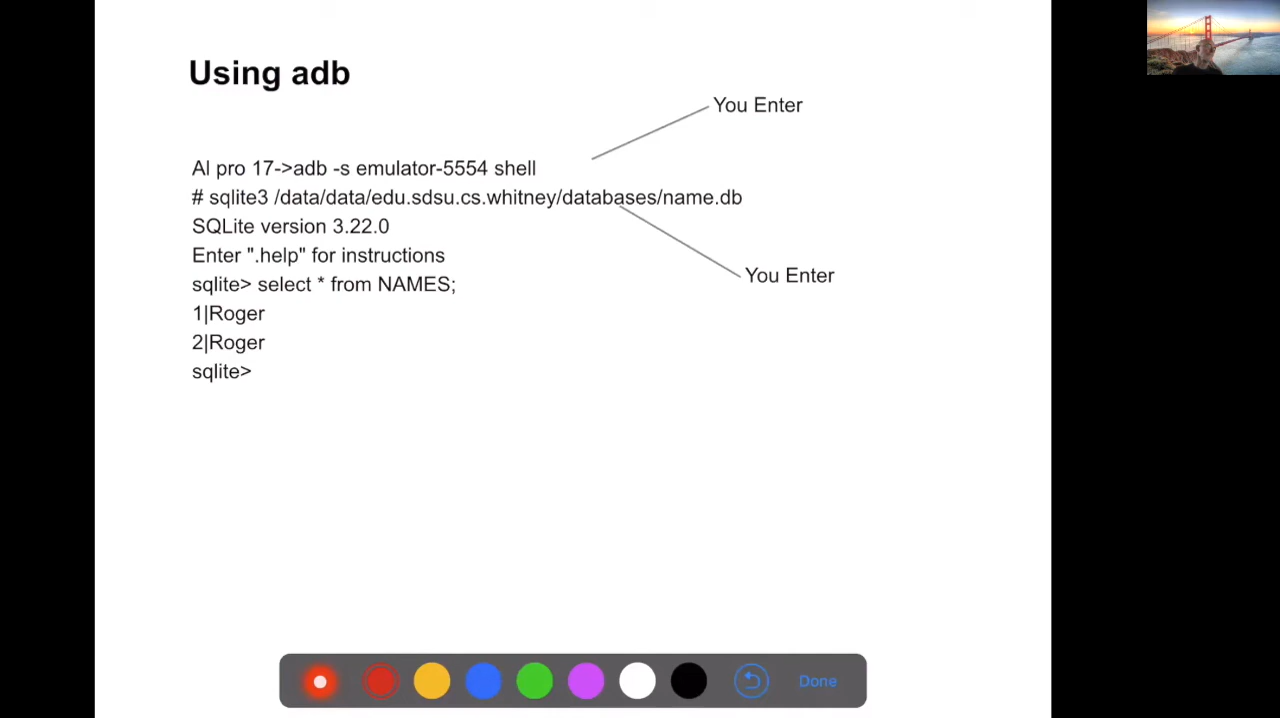 Using adb
You Enter
Al pro 17->adb -s emulator-5554 shell
# sqlite3 /data/data/edu.sdsu.cs.whitney/databases/name.db
SQLite version 3.22.0
Enter ".help" for instructions
You Enter
sqlite> select * from NAMES;
1|Roger
2|Roger
sqlite>
Done